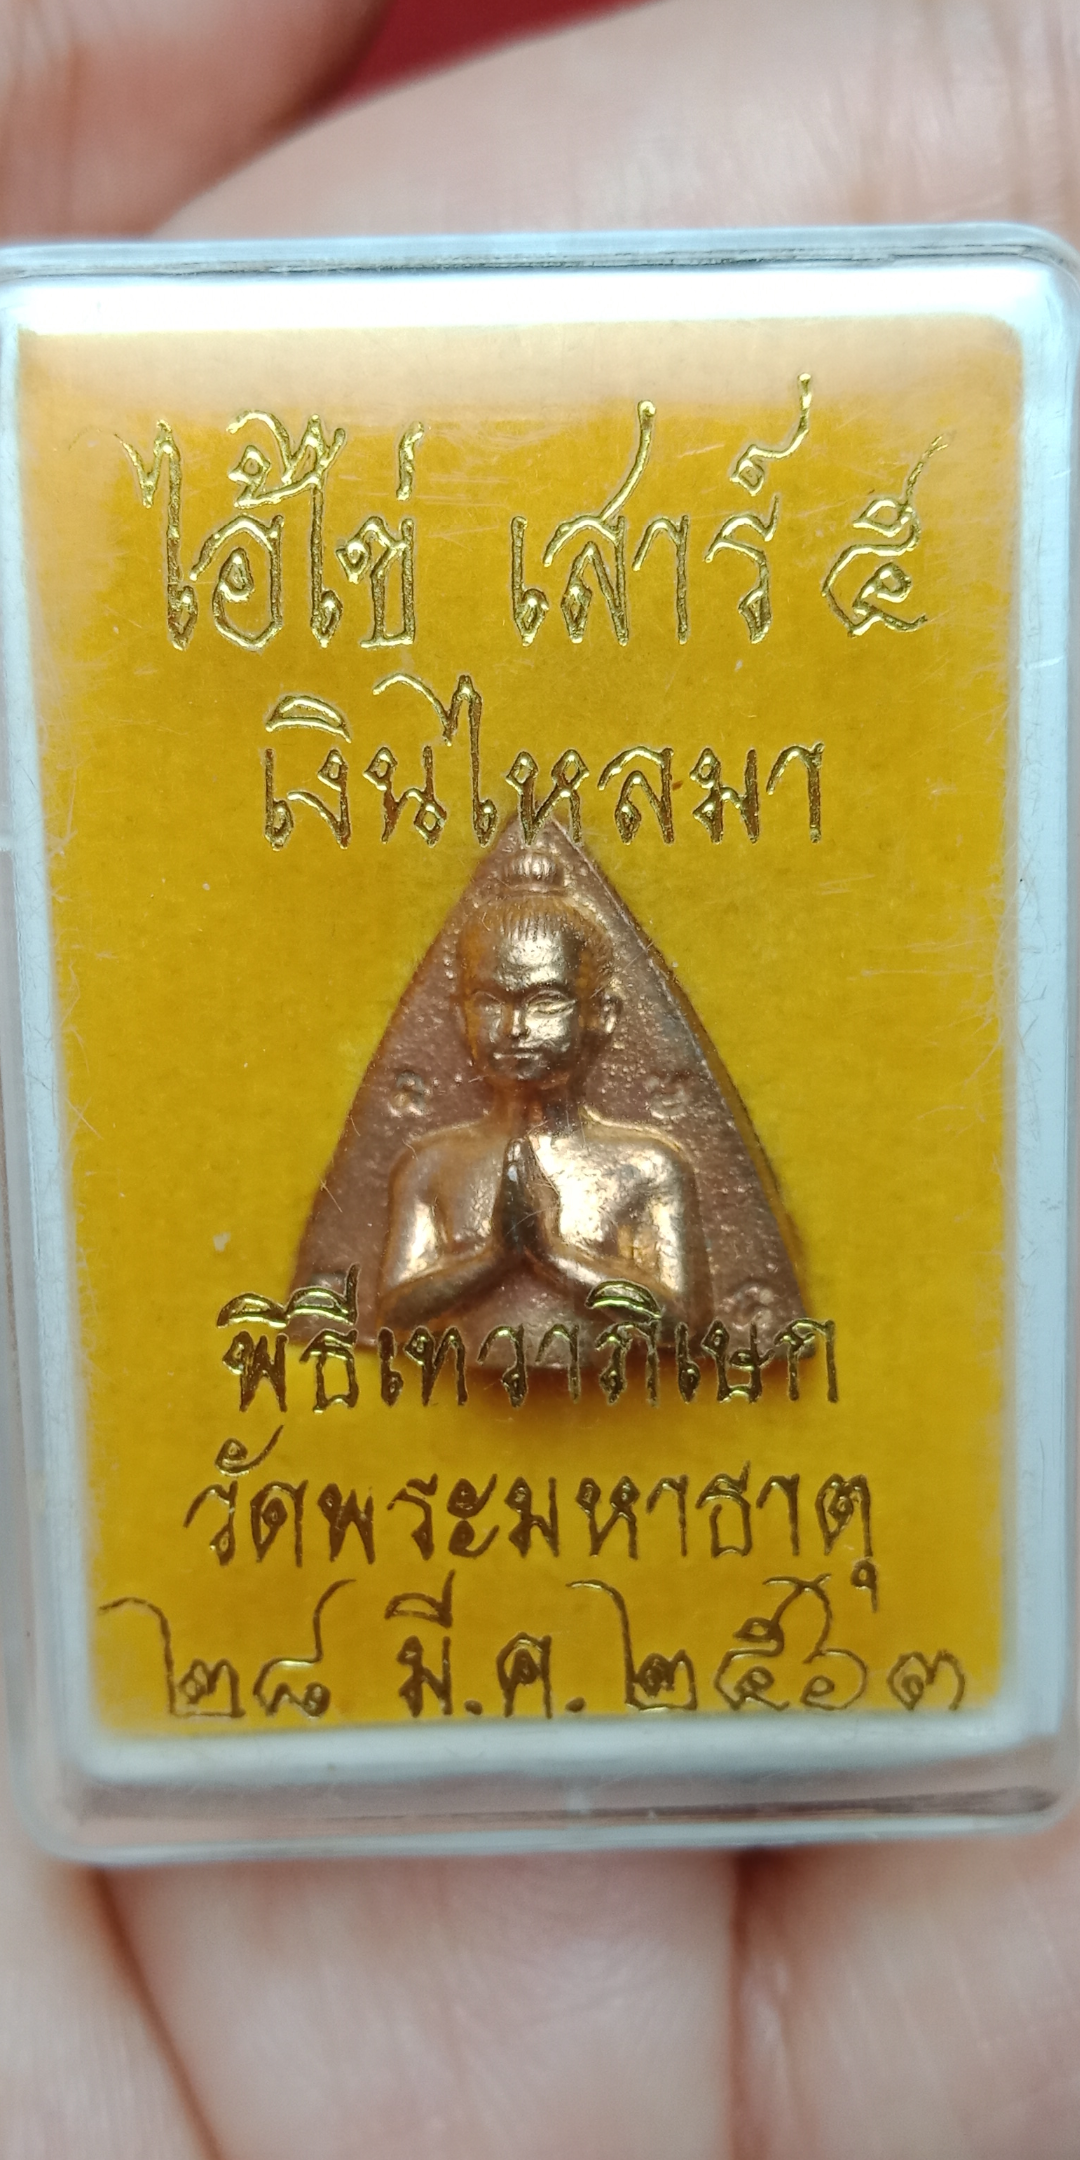 ไอ้ไข่ เสาร์ ๕
เงินไหลมา
พิธีเทวาภิเษก
วัดพระมหาธาตุ
๒๘ มี.ค. ๒๕๖๓